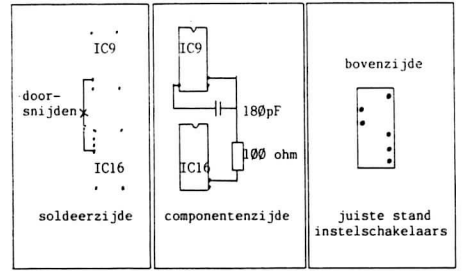 IC9
door-
snijden
IC16
soldeerzijde
IC9
180pF
IC16
100 ohm
componentenzijde
bovenzijde
juiste stand
instelschakelaars